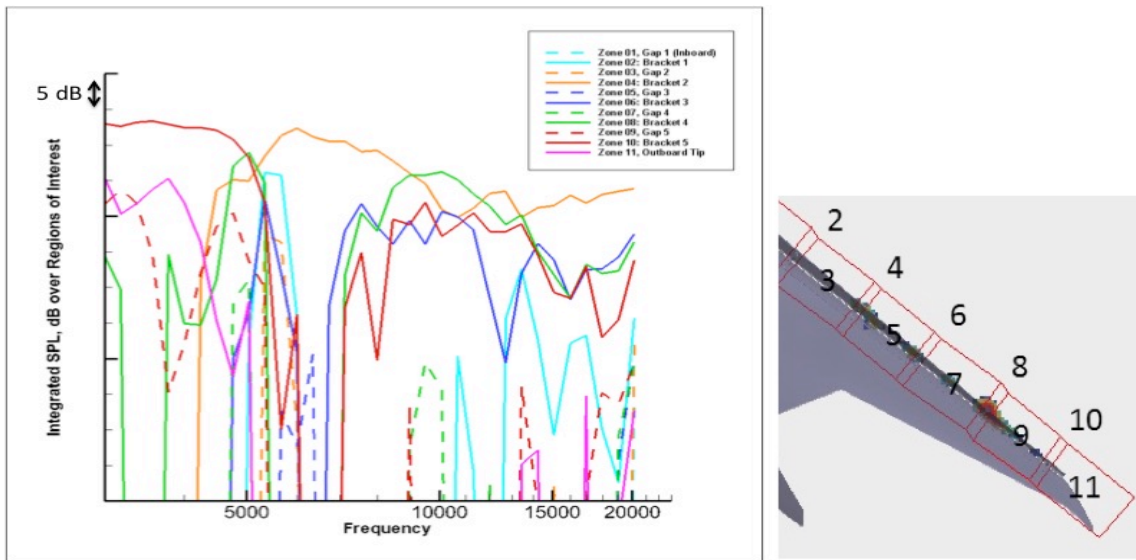 5 dB
Integrated SPL, dB over Regions of Interest
Zone 01, Gap 1 (Inboard)
Zone 02: Bracket 1
Zone 03, Gap 2
Zone 04: Bracket 2
Zone 05, Gap 3
Zone 06: Bracket 3
Zone 07, Gap 4
Zone 08: Bracket 4
Zone 09, Gap 5
Zone 10: Bracket 5
Zone 11, Outboard Tip
5000
10000
15000
20000
Frequency
2
3
4
5
6
7
8
9
10
11